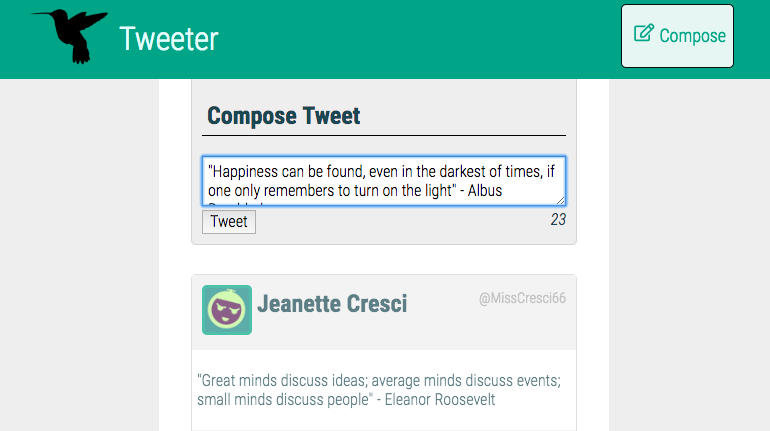 Tweeter
Compose
Compose Tweet
"Happiness can be found, even in the darkest of times, if
one only remembers to turn on the light" - Albus
Tweet
23
Jeanette Cresci
@MissCresci66
"Great minds discuss ideas; average minds discuss events;
small minds discuss people" - Eleanor Roosevelt